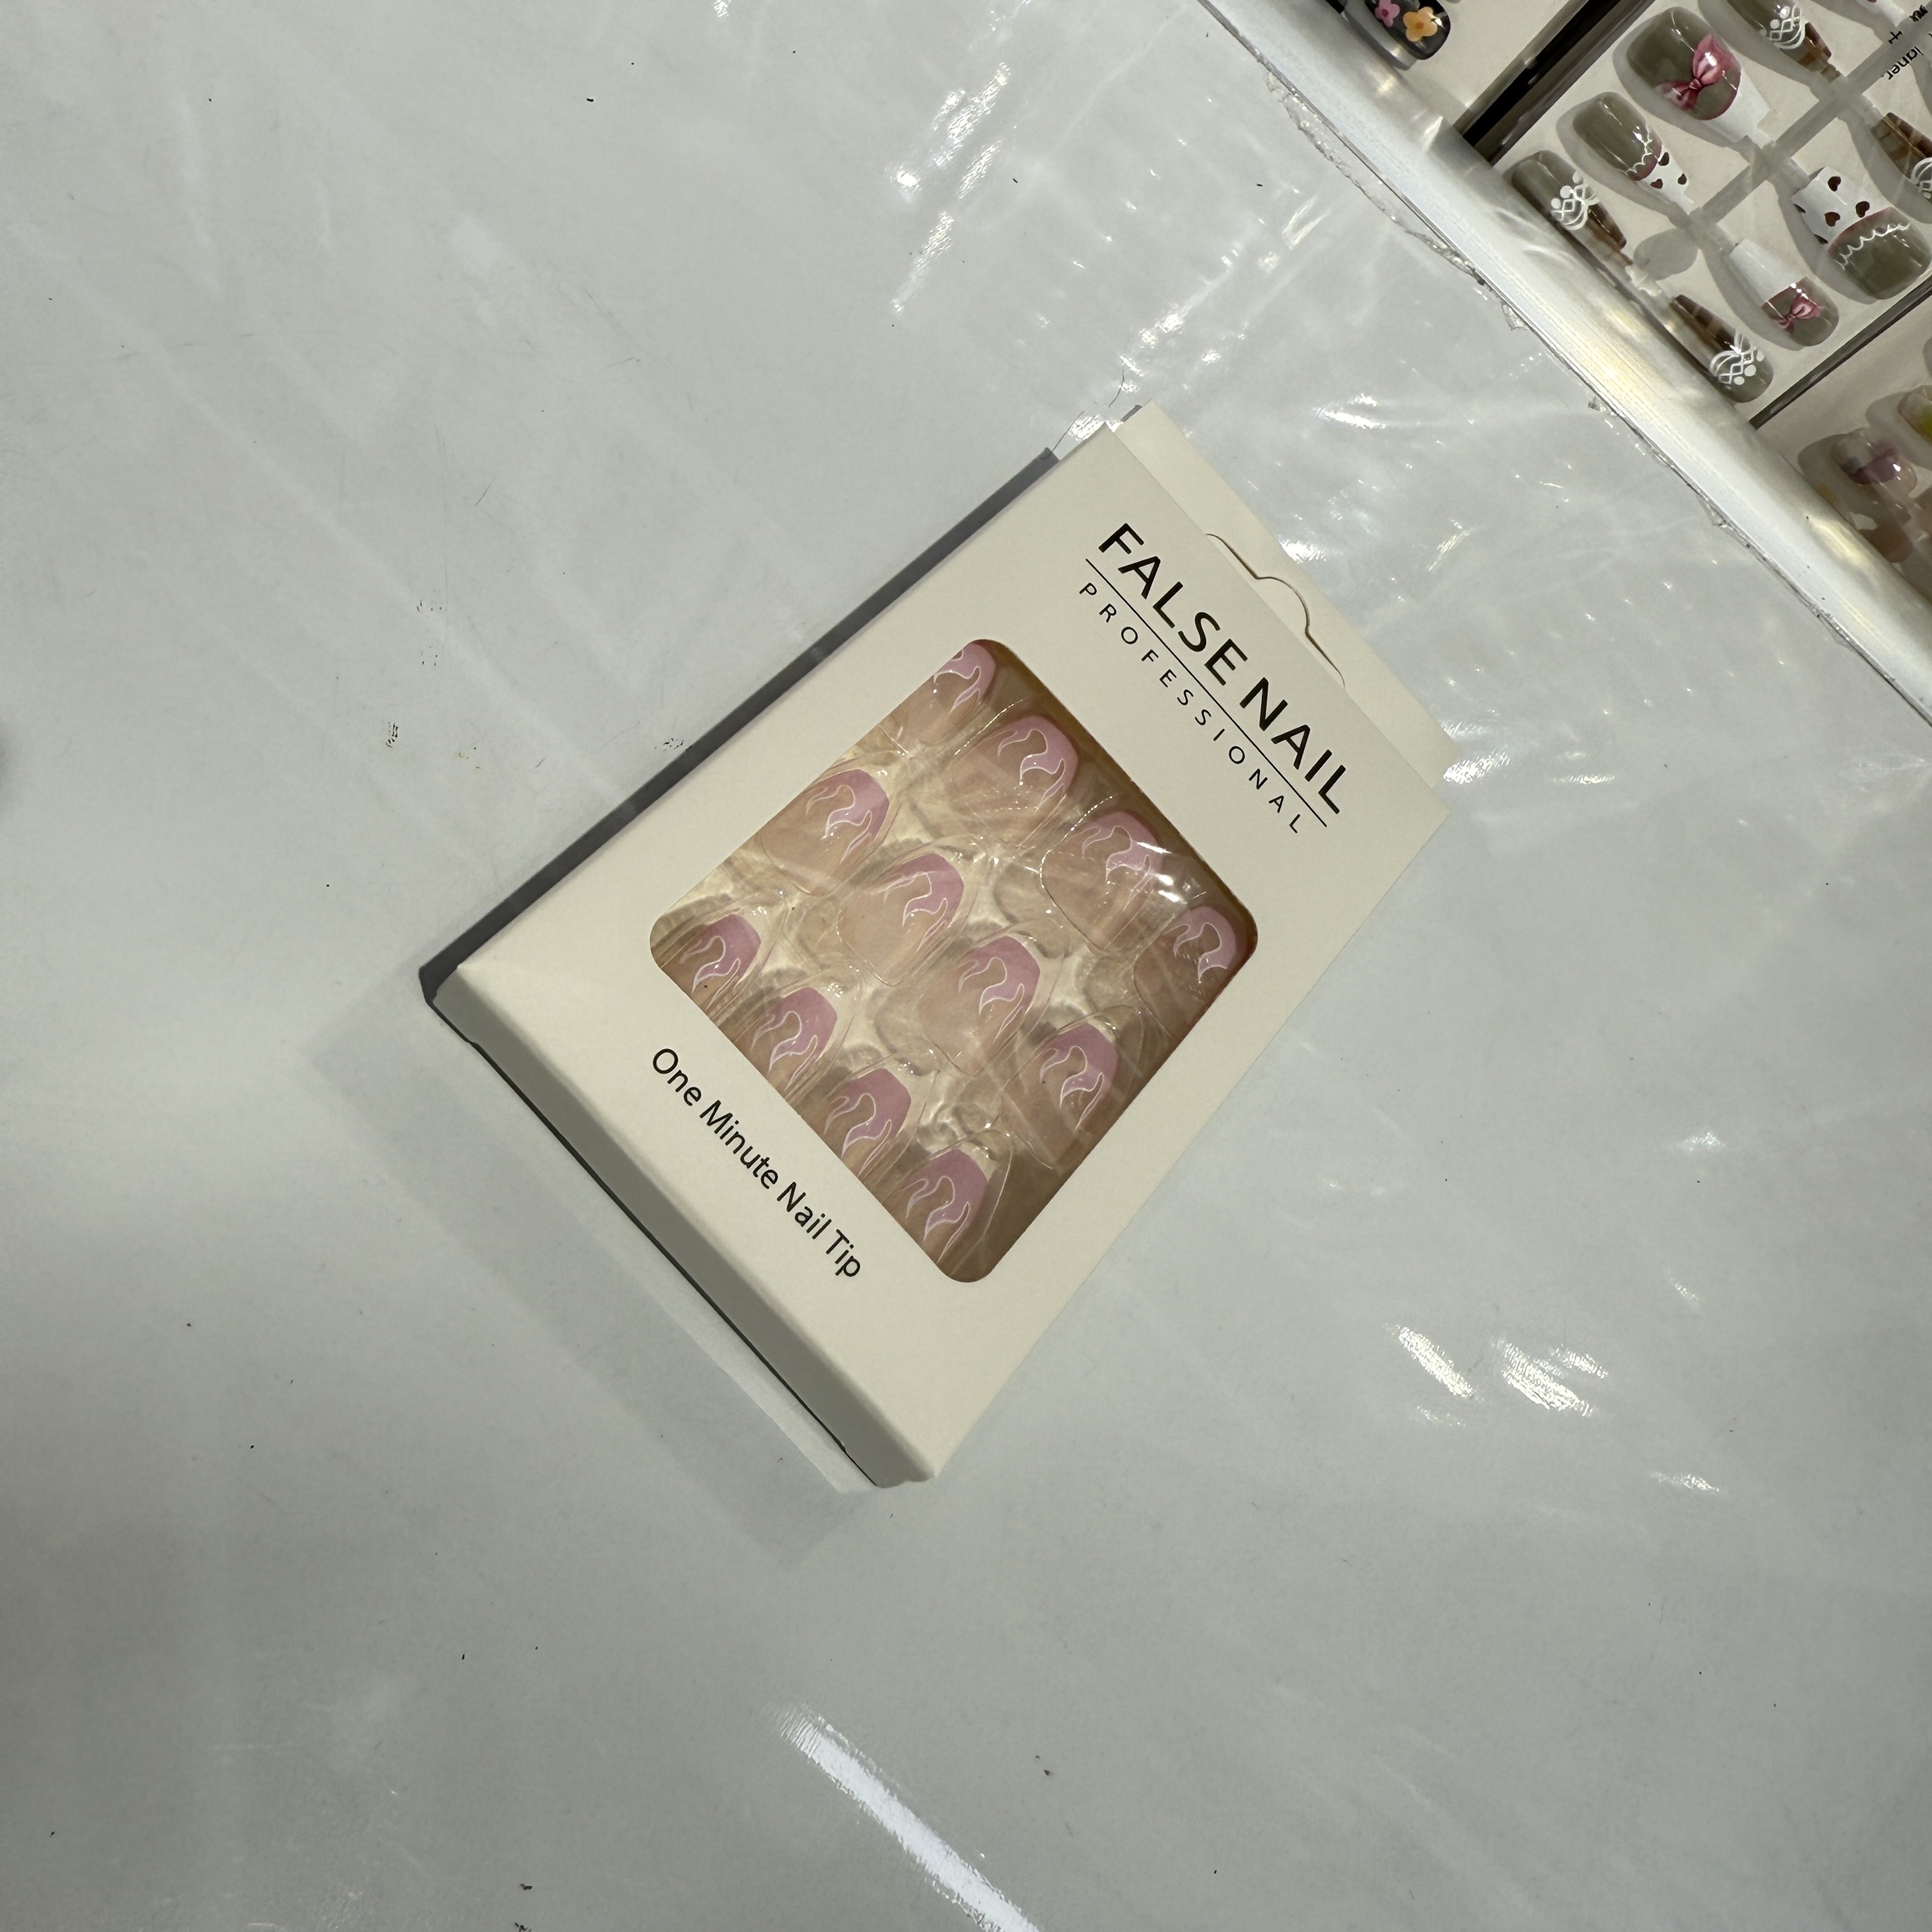 FALSE NAIL
PROFESSIONAL
One Minute Nail Tip